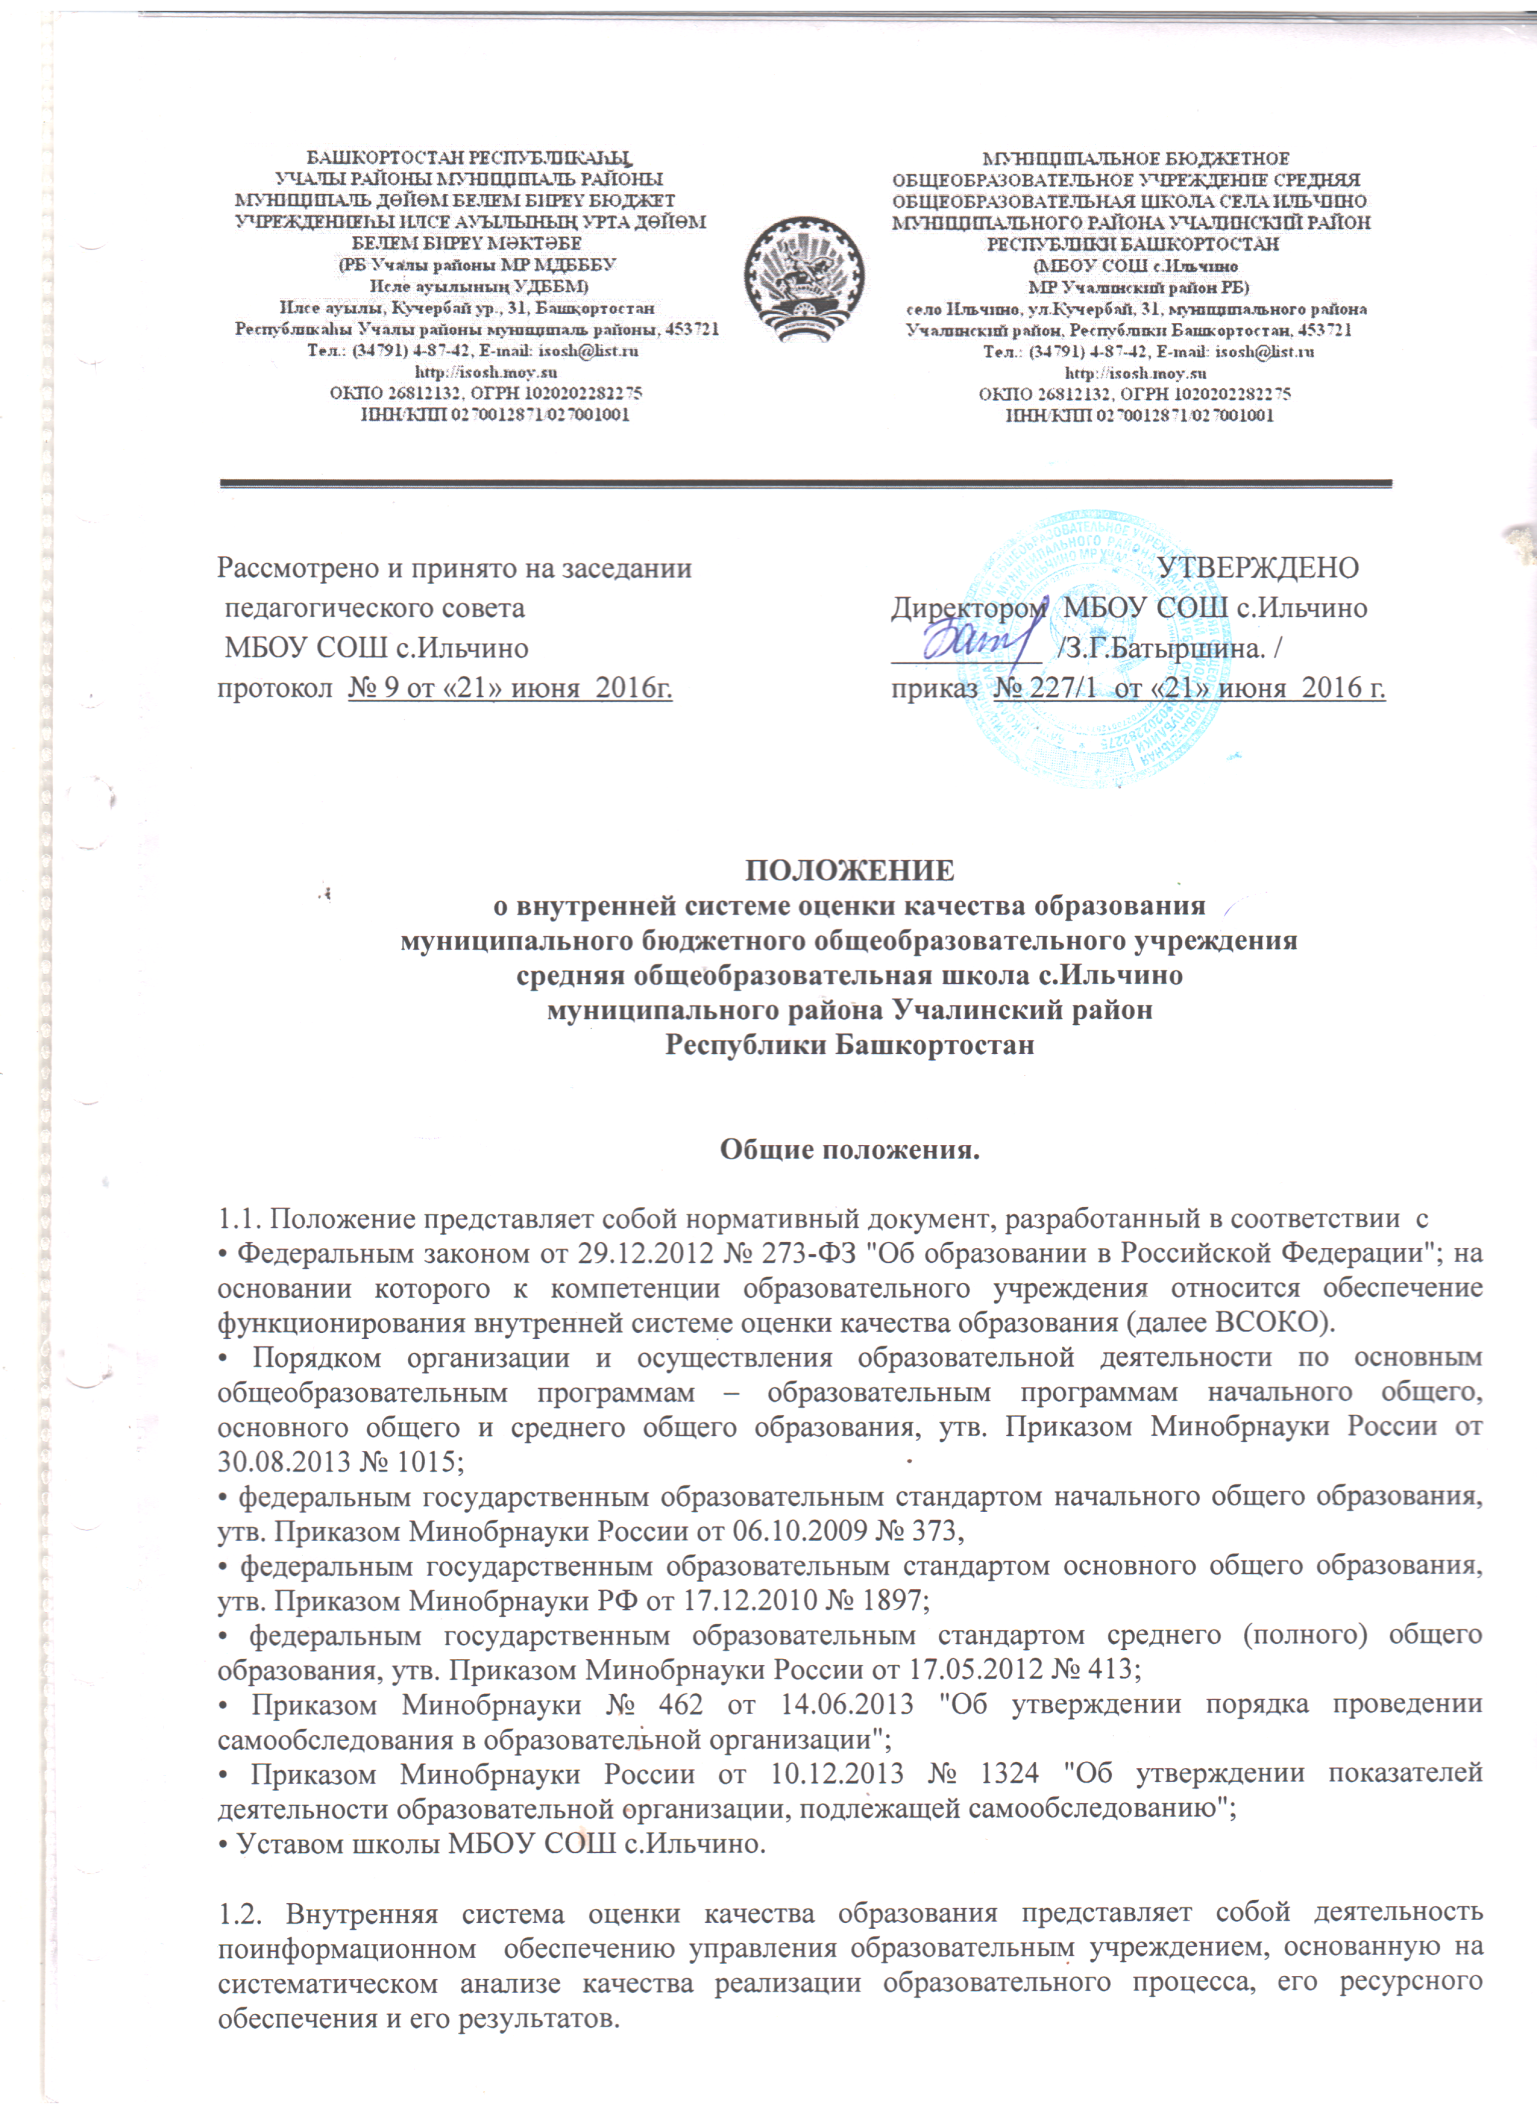 БАШКОРТОСТАН РЕСПУБЛИКАҺЫ,
УЧАЛЫ РАЙОНЫ МУНИЦИПАЛЬ РАЙОНЫ
МУНИЦИПАЛЬ ДӨЙӨМ БЕЛЕМ БИРЕҮ БЮДЖЕТ
УЧРЕЖДЕНИЕҺЫ ИЛСЕ АУЫЛЫНЫҢ УРТА ДӨЙӨМ
БЕЛЕМ БИРЕҮ МӘКТӘБЕ
(РБ Учалы районы МР МДБББУ
Исле ауылының УДББМ)
Илсе ауылы, Кучербай ур., 31, Башҡортостан
Республикаһы Учалы районы муниципаль районы, 453721
Тел.: (34791) 4-87-42, E-mail: isosh@list.ru
http://isosh.moy.su
ОКПО 26812132, ОГРН 1020202282275
ИНН/КПП 0270012871/027001001
МУНИЦИПАЛЬНОЕ БЮДЖЕТНОЕ
ОБЩЕОБРАЗОВАТЕЛЬНОЕ УЧРЕЖДЕНИЕ СРЕДНЯЯ
ОБЩЕОБРАЗОВАТЕЛЬНАЯ ШКОЛА СЕЛА ИЛЬЧИНО
МУНИЦИПАЛЬНОГО РАЙОНА УЧАЛИНСКИЙ РАЙОН
РЕСПУБЛИКИ БАШКОРТОСТАН
(МБОУ СОШ с.Ильчино
МР Учалинский район РБ)
село Ильчино, ул.Кучербай, 31, муниципального района
Учалинский район, Республики Башкортостан, 453721
Тел.: (34791) 4-87-42, E-mail: isosh@list.ru
http://isosh.moy.su
ОКПО 26812132, ОГРН 1020202282275
ИНН/КПП 0270012871/027001001
Рассмотрено и принято на заседании
педагогического совета
МБОУ СОШ с.Ильчино
протокол № 9 от «21» июня 2016г.
УТВЕРЖДЕНО
Директором МБОУ СОШ с.Ильчино
__________ /З.Г.Батыршина. /
приказ № 227/1 от «21» июня 2016 г.
ПОЛОЖЕНИЕ
о внутренней системе оценки качества образования
муниципального бюджетного общеобразовательного учреждения
средняя общеобразовательная школа с.Ильчино
муниципального района Учалинский район
Республики Башкортостан
Общие положения.
1.1. Положение представляет собой нормативный документ, разработанный в соответствии с
• Федеральным законом от 29.12.2012 № 273-ФЗ "Об образовании в Российской Федерации"; на
основании которого к компетенции образовательного учреждения относится обеспечение
функционирования внутренней системе оценки качества образования (далее ВСОКО).
• Порядком организации и осуществления образовательной деятельности по основным
общеобразовательным программам – образовательным программам начального общего,
основного общего и среднего общего образования, утв. Приказом Минобрнауки России от
30.08.2013 № 1015;
• федеральным государственным образовательным стандартом начального общего образования,
утв. Приказом Минобрнауки России от 06.10.2009 № 373,
• федеральным государственным образовательным стандартом основного общего образования,
утв. Приказом Минобрнауки РФ от 17.12.2010 № 1897;
• федеральным государственным образовательным стандартом среднего (полного) общего
образования, утв. Приказом Минобрнауки России от 17.05.2012 № 413;
• Приказом Минобрнауки № 462 от 14.06.2013 "Об утверждении порядка проведении
самообследования в образовательной организации";
• Приказом Минобрнауки России от 10.12.2013 № 1324 "Об утверждении показателей
деятельности образовательной организации, подлежащей самообследованию";
• Уставом школы МБОУ СОШ с.Ильчино.
1.2. Внутренняя система оценки качества образования представляет собой деятельность
поинформационном обеспечению управления образовательным учреждением, основанную на
систематическом анализе качества реализации образовательного процесса, его ресурсного
обеспечения и его результатов.